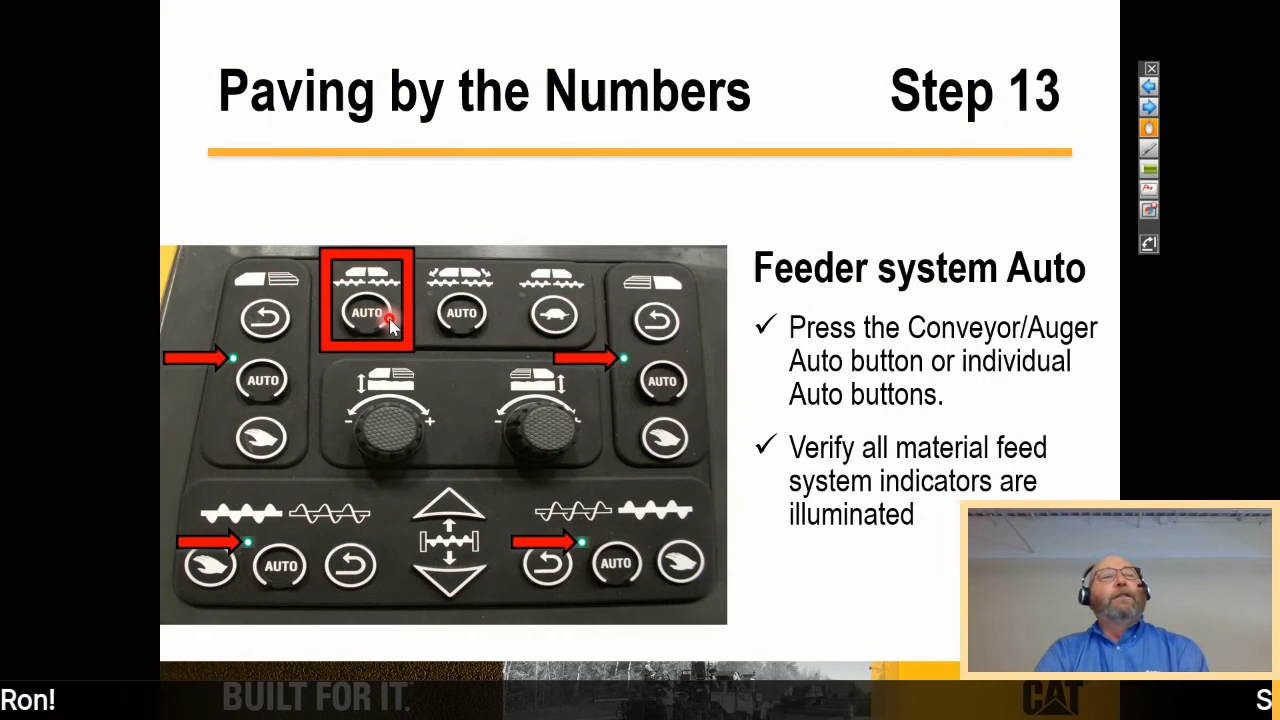 Paving by the Numbers Step 13
Feeder system Auto
✓ Press the Conveyor/Auger
Auto button or individual
Auto buttons.
✓ Verify all material feed
system indicators are
illuminated
AUTO AUTO
AUTO AUTO
- + -
AUTO AUTO
BUILT FOR IT.
CAT
Ron! S